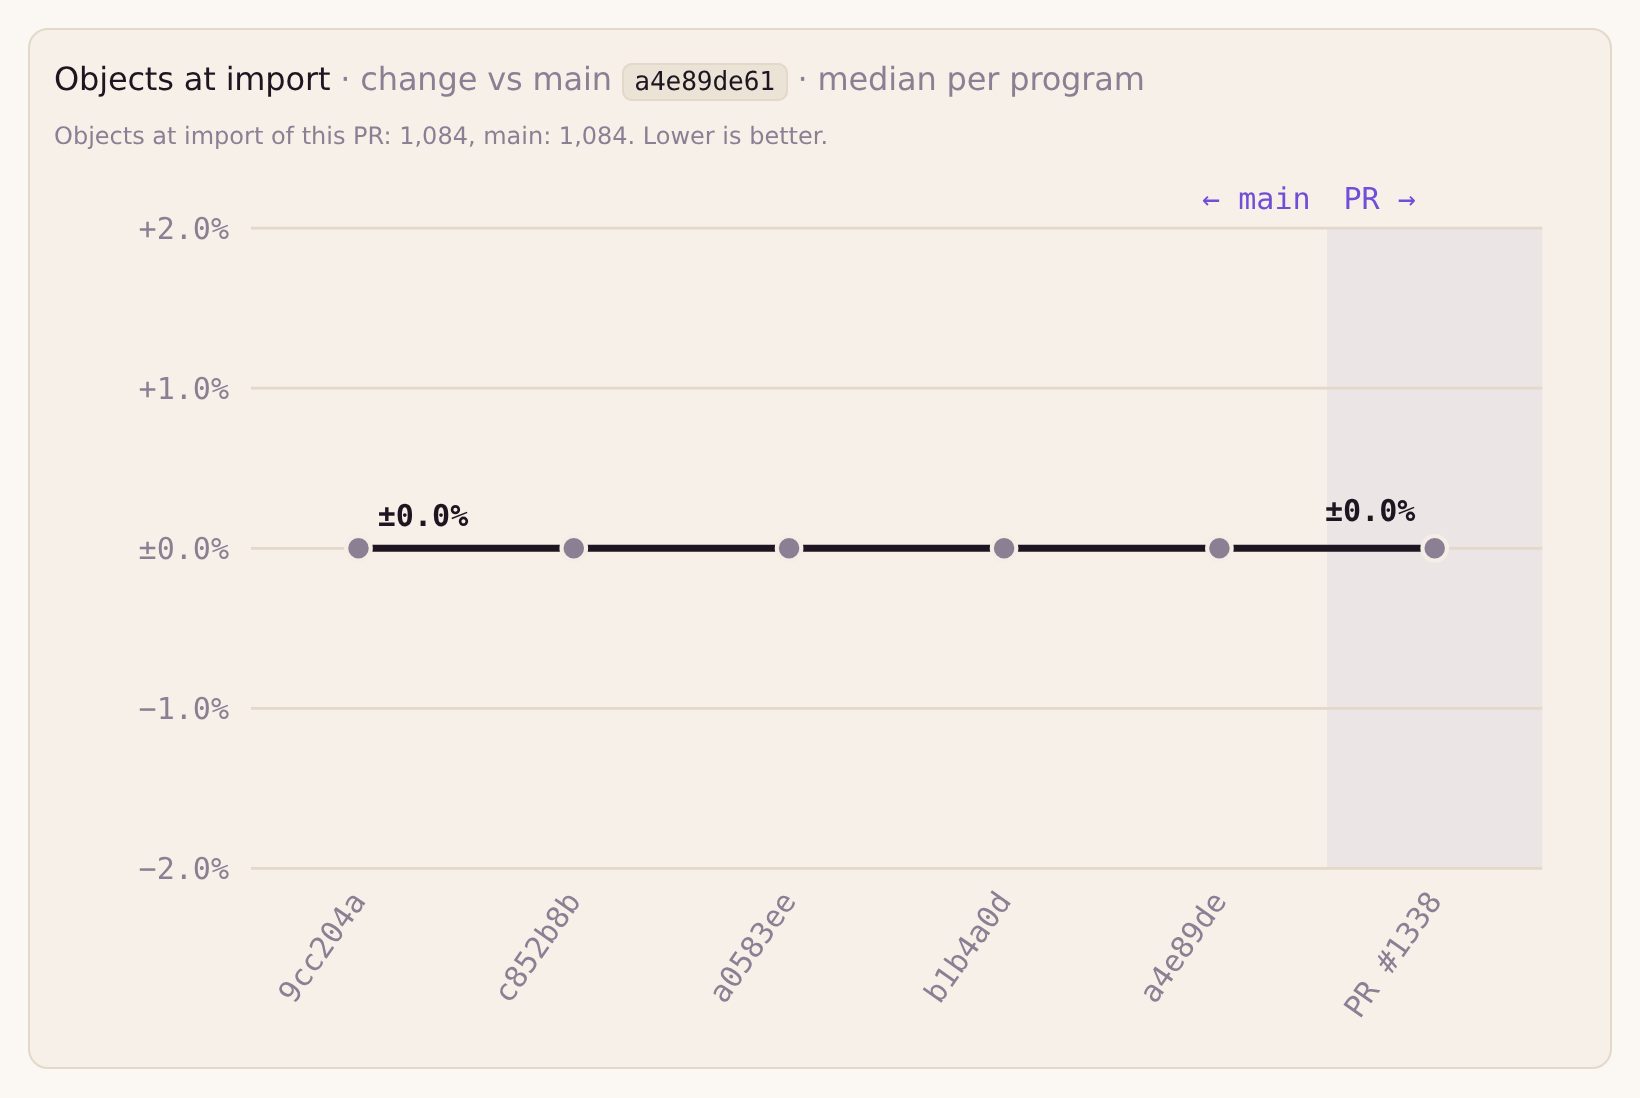 Objects at import · change vs main a4e89de61 · median per program
Objects at import of this PR: 1,084, main: 1,084. Lower is better.
← main PR →
+2.0%
+1.0%
±0.0%
−1.0%
−2.0%
±0.0%
±0.0%
9cc204a
c852b8b
a0583ee
b1b4a0d
a4e89de
PR #1338